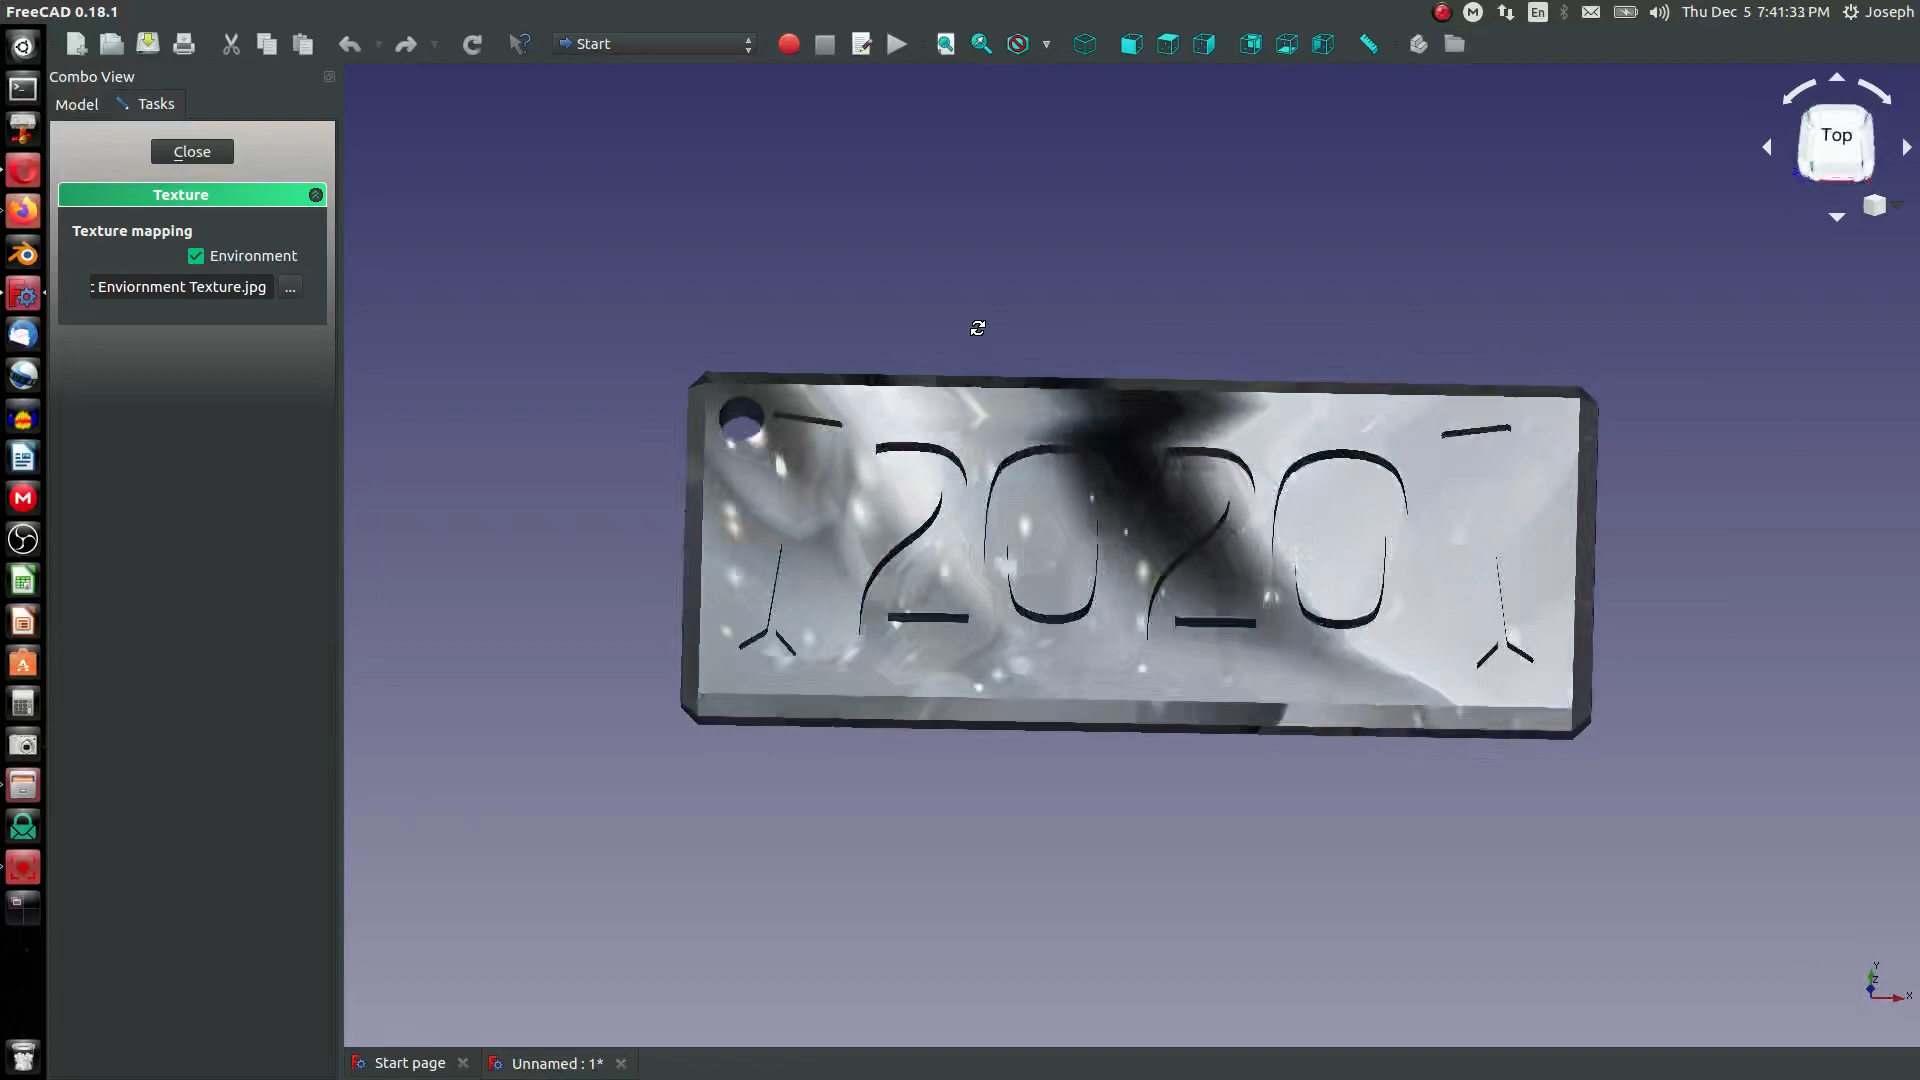 FreeCAD 0.18.1
En
Thu Dec 5 7:41:33 PM
Joseph
Start
Combo View
Model
Tasks
Close
Texture
Texture mapping
Environment
Enviornment Texture.jpg
...
Top
2020
Y
Z
X
Start page
Unnamed : 1*